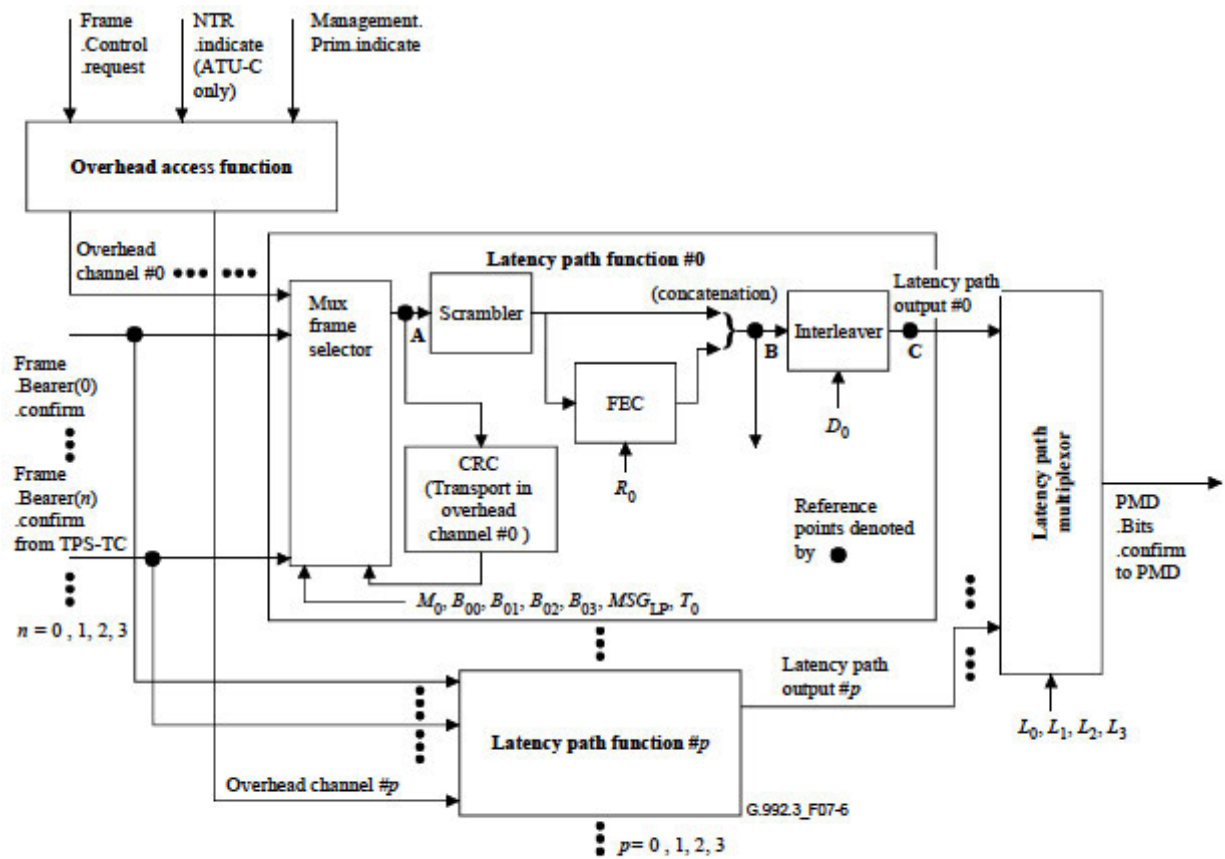 Frame
.Control
.request
NTR
.indicate
(ATU-C
only)
Management.
Prim.indicate
Overhead access function
Overhead
channel #0
Latency path function #0
Mux
frame
selector
A
Scrambler
(concatenation)
B
Interleaver
C
Latency path
output #0
FEC
R0
D0
CRC
(Transport in
overhead
channel #0 )
Reference
points denoted
by
M0, B00, B01, B02, B03, MSGLP, T0
Frame
.Bearer(0)
.confirm
Frame
.Bearer(n)
.confirm
from TPS-TC
n = 0 , 1, 2, 3
Latency path
multiplexor
PMD
.Bits
.confirm
to PMD
L0, L1, L2, L3
Latency path
output #p
Latency path function #p
Overhead channel #p
G.992.3_F07-6
p= 0 , 1, 2, 3